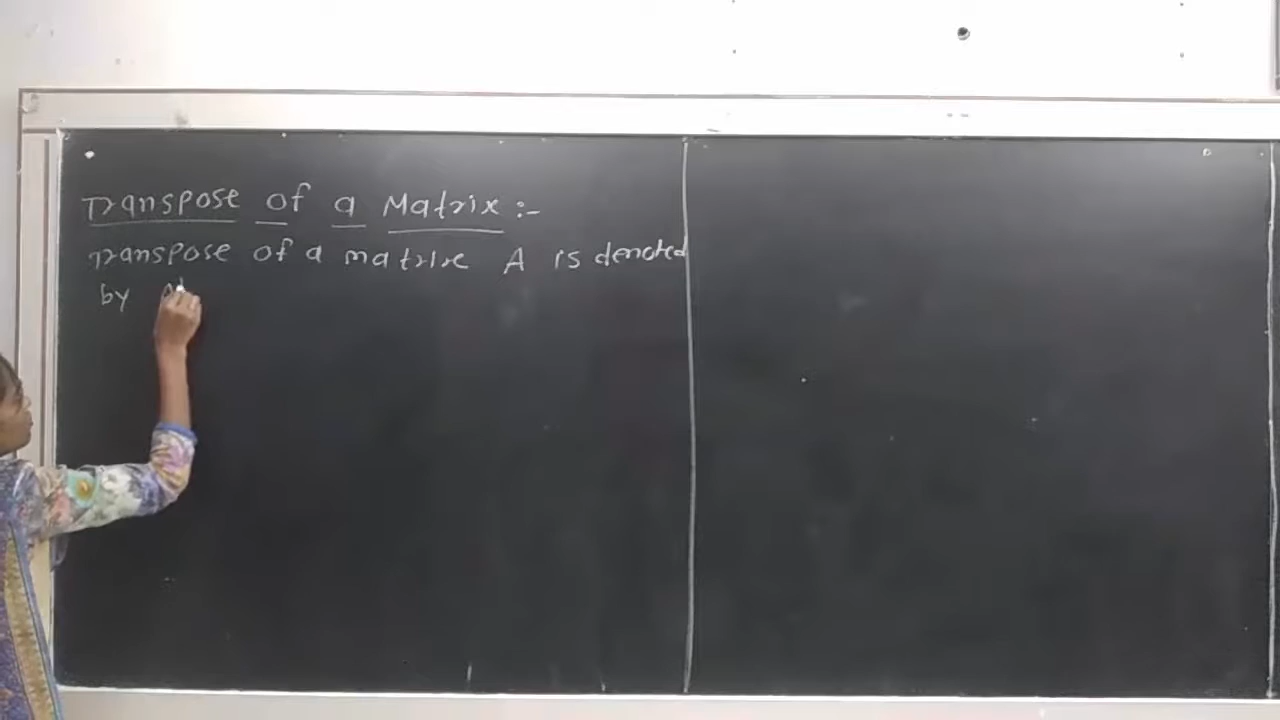 Transpose of a Matrix :-
Transpose of a matrix A is denoted
by